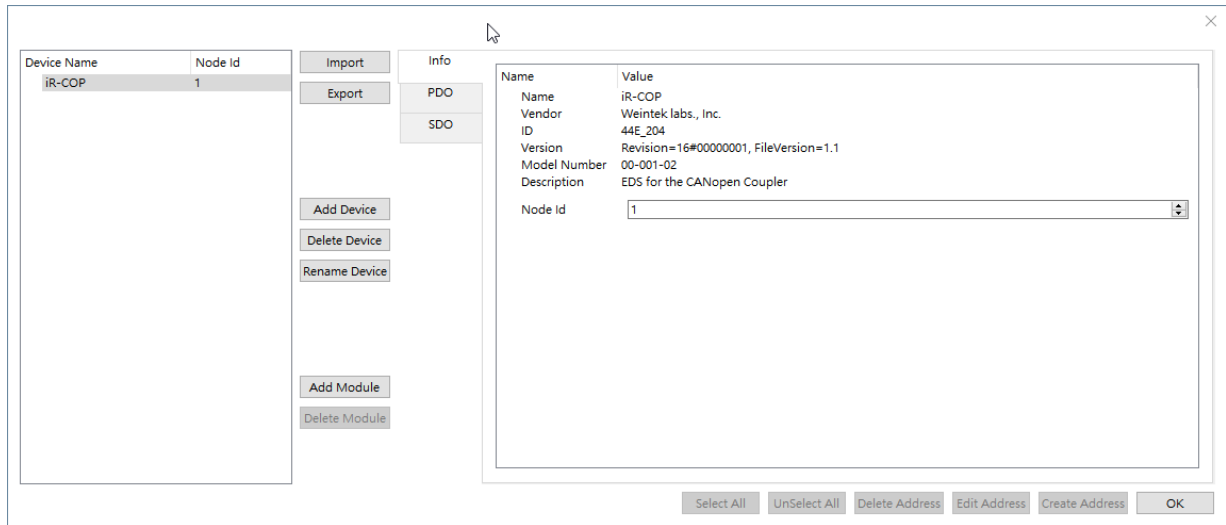 Device Name Node Id
iR-COP 1
Import
Export
Add Device
Delete Device
Rename Device
Add Module
Delete Module
Info
PDO
SDO
Name Value
Name iR-COP
Vendor Weintek labs., Inc.
ID 44E_204
Version Revision=16#00000001, FileVersion=1.1
Model Number 00-001-02
Description EDS for the CANopen Coupler
Node Id 1
Select All UnSelect All Delete Address Edit Address Create Address OK